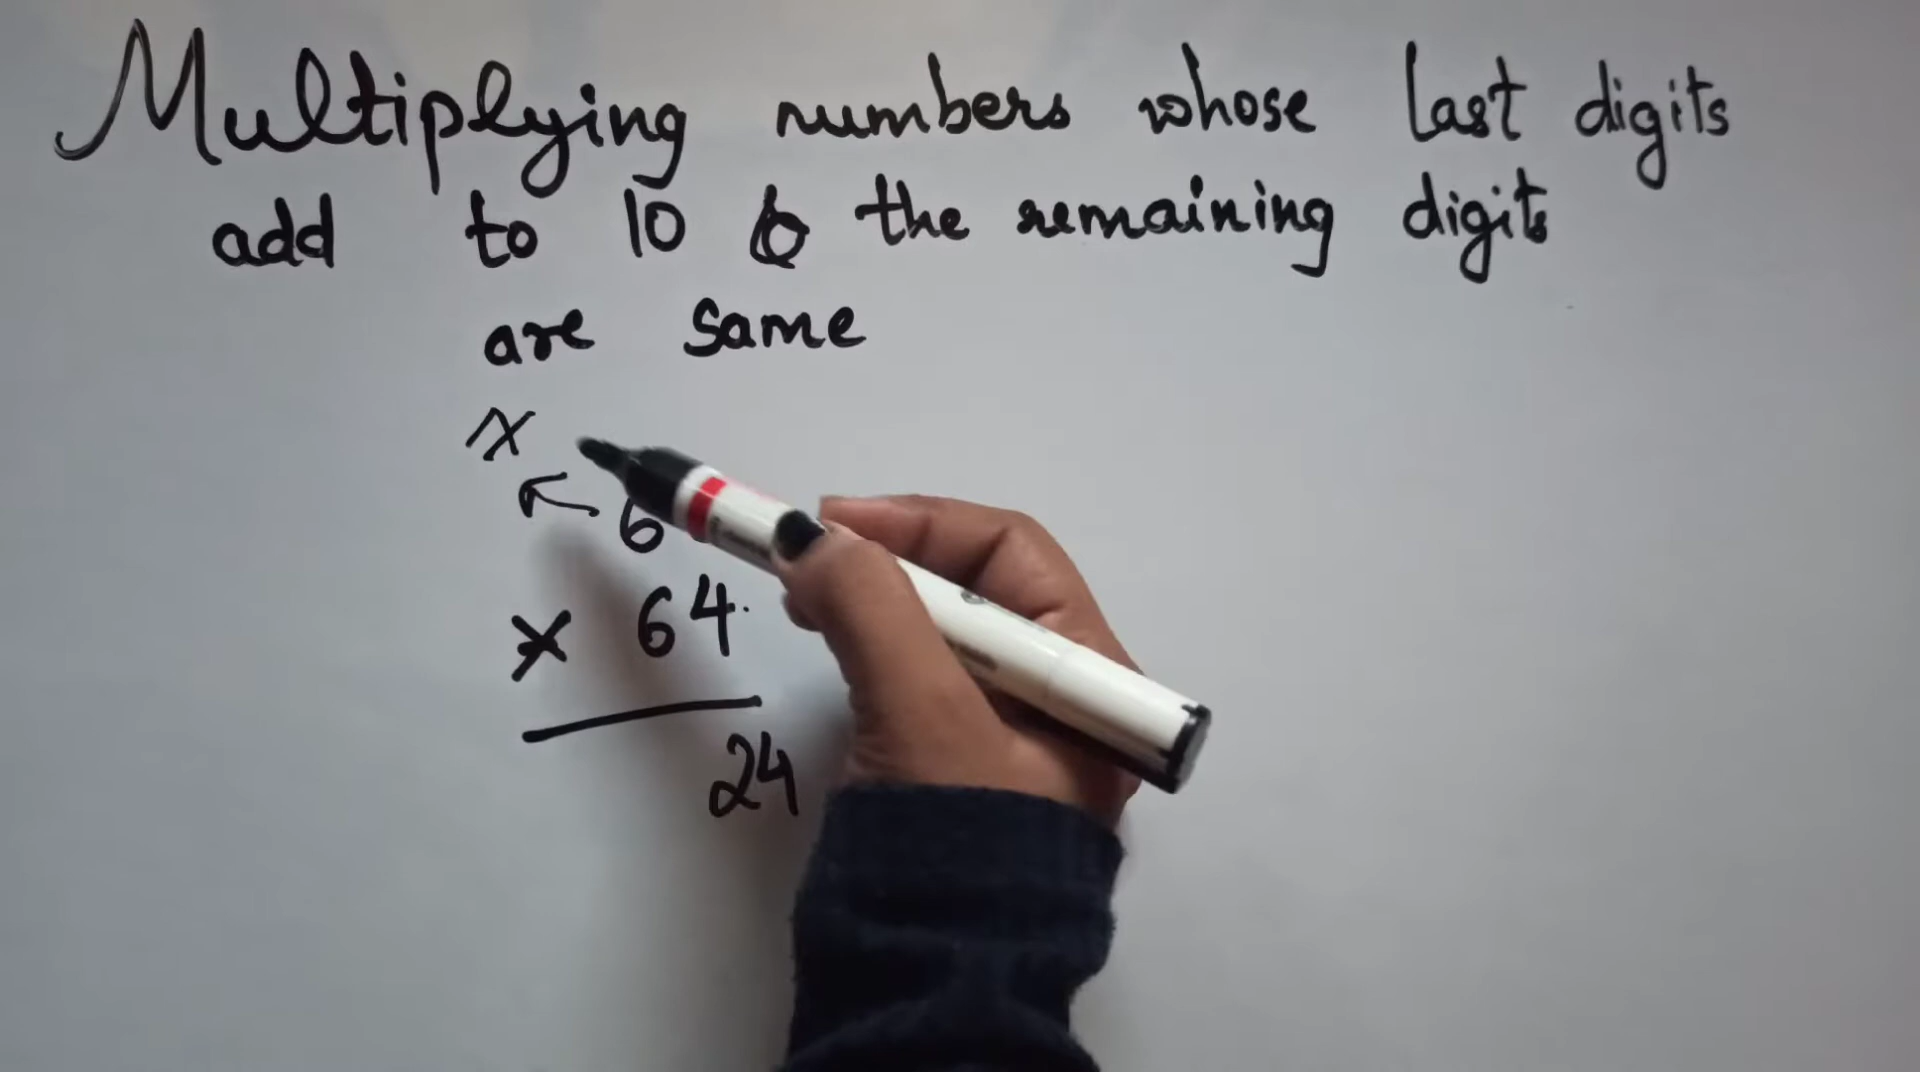 Multiplying numbers whose last digits
add to 10 & the remaining digits
are same
x
6
× 64
24